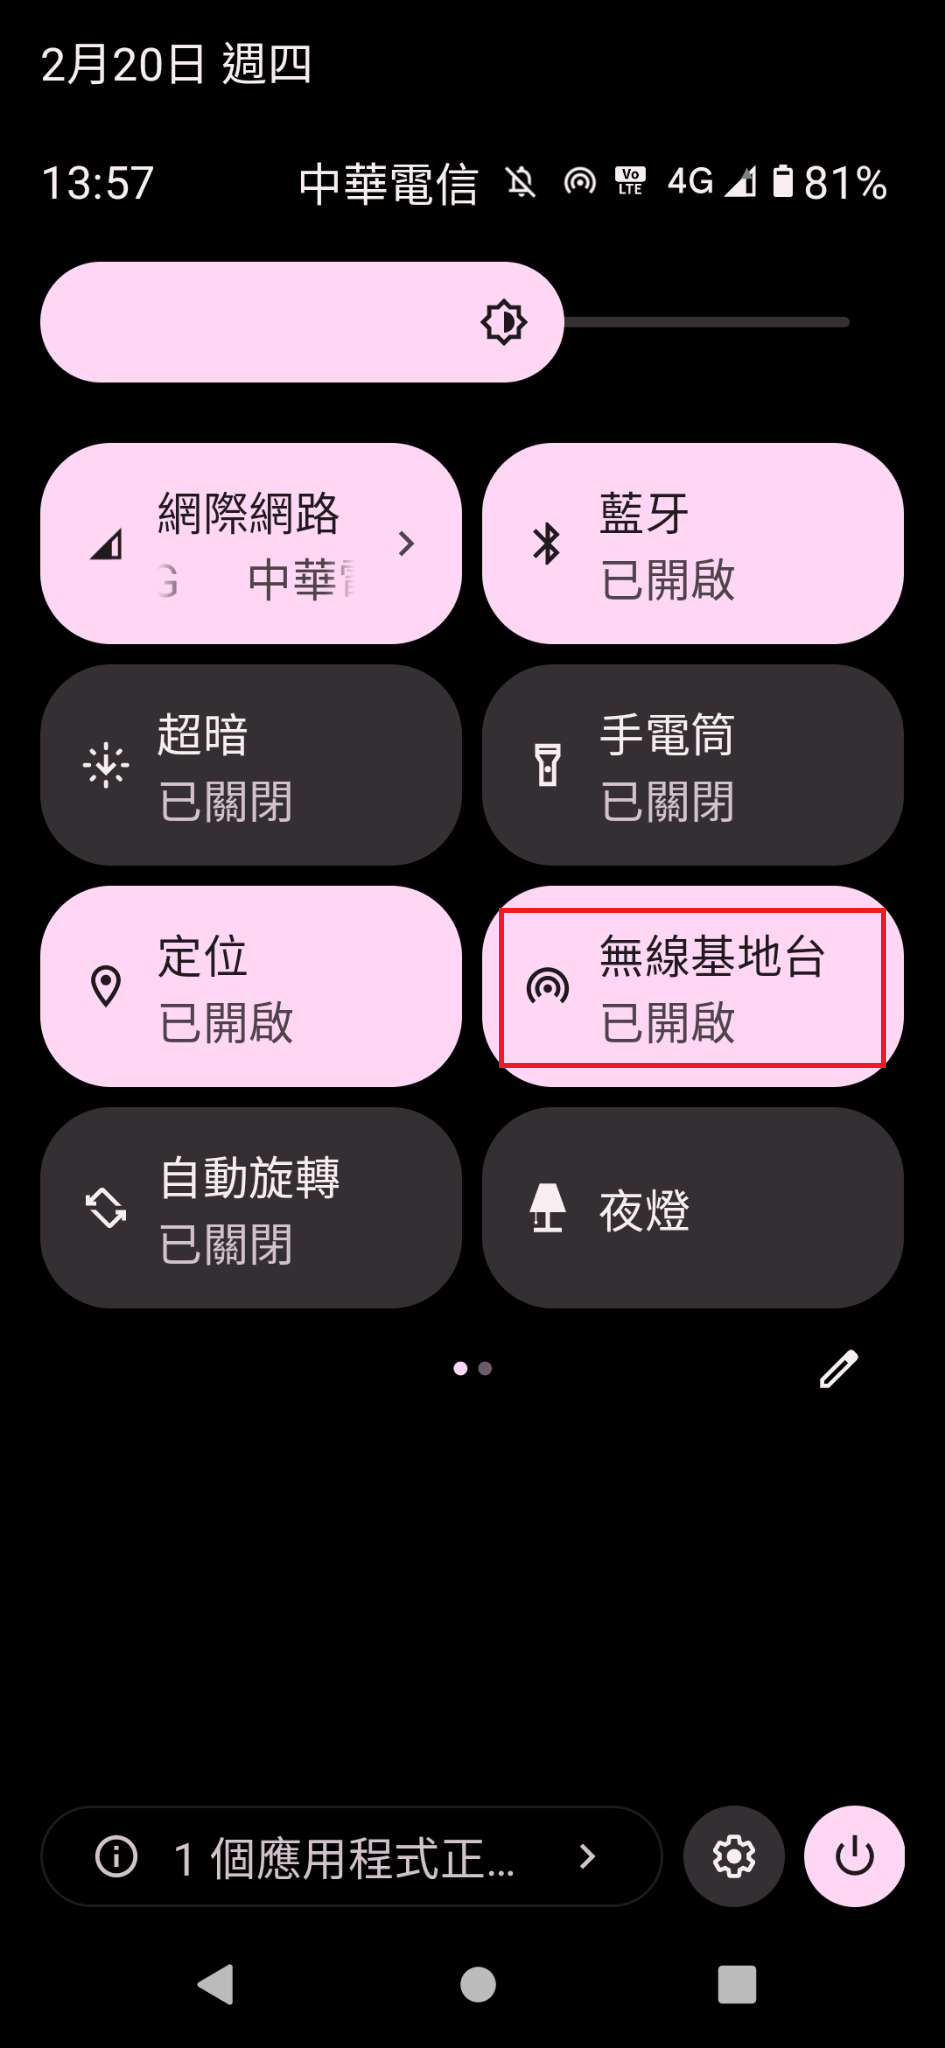 2月20日 週四
13:57 中華電信 Vo LTE 4G 81%
網際網路
G 中華
藍牙
已開啟
超暗
已關閉
手電筒
已關閉
定位
已開啟
無線基地台
已開啟
自動旋轉
已關閉
夜燈
1 個應用程式正...